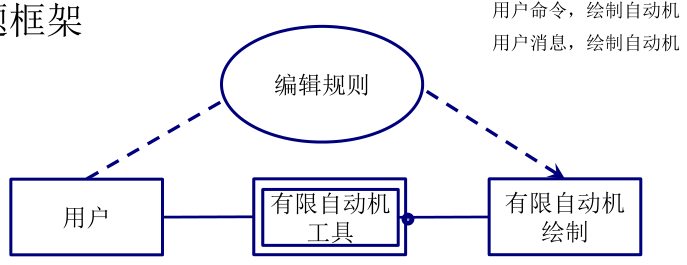 题框架
用户命令，绘制自动机
用户消息，绘制自动机
编辑规则
用户
有限自动机
工具
有限自动机
绘制